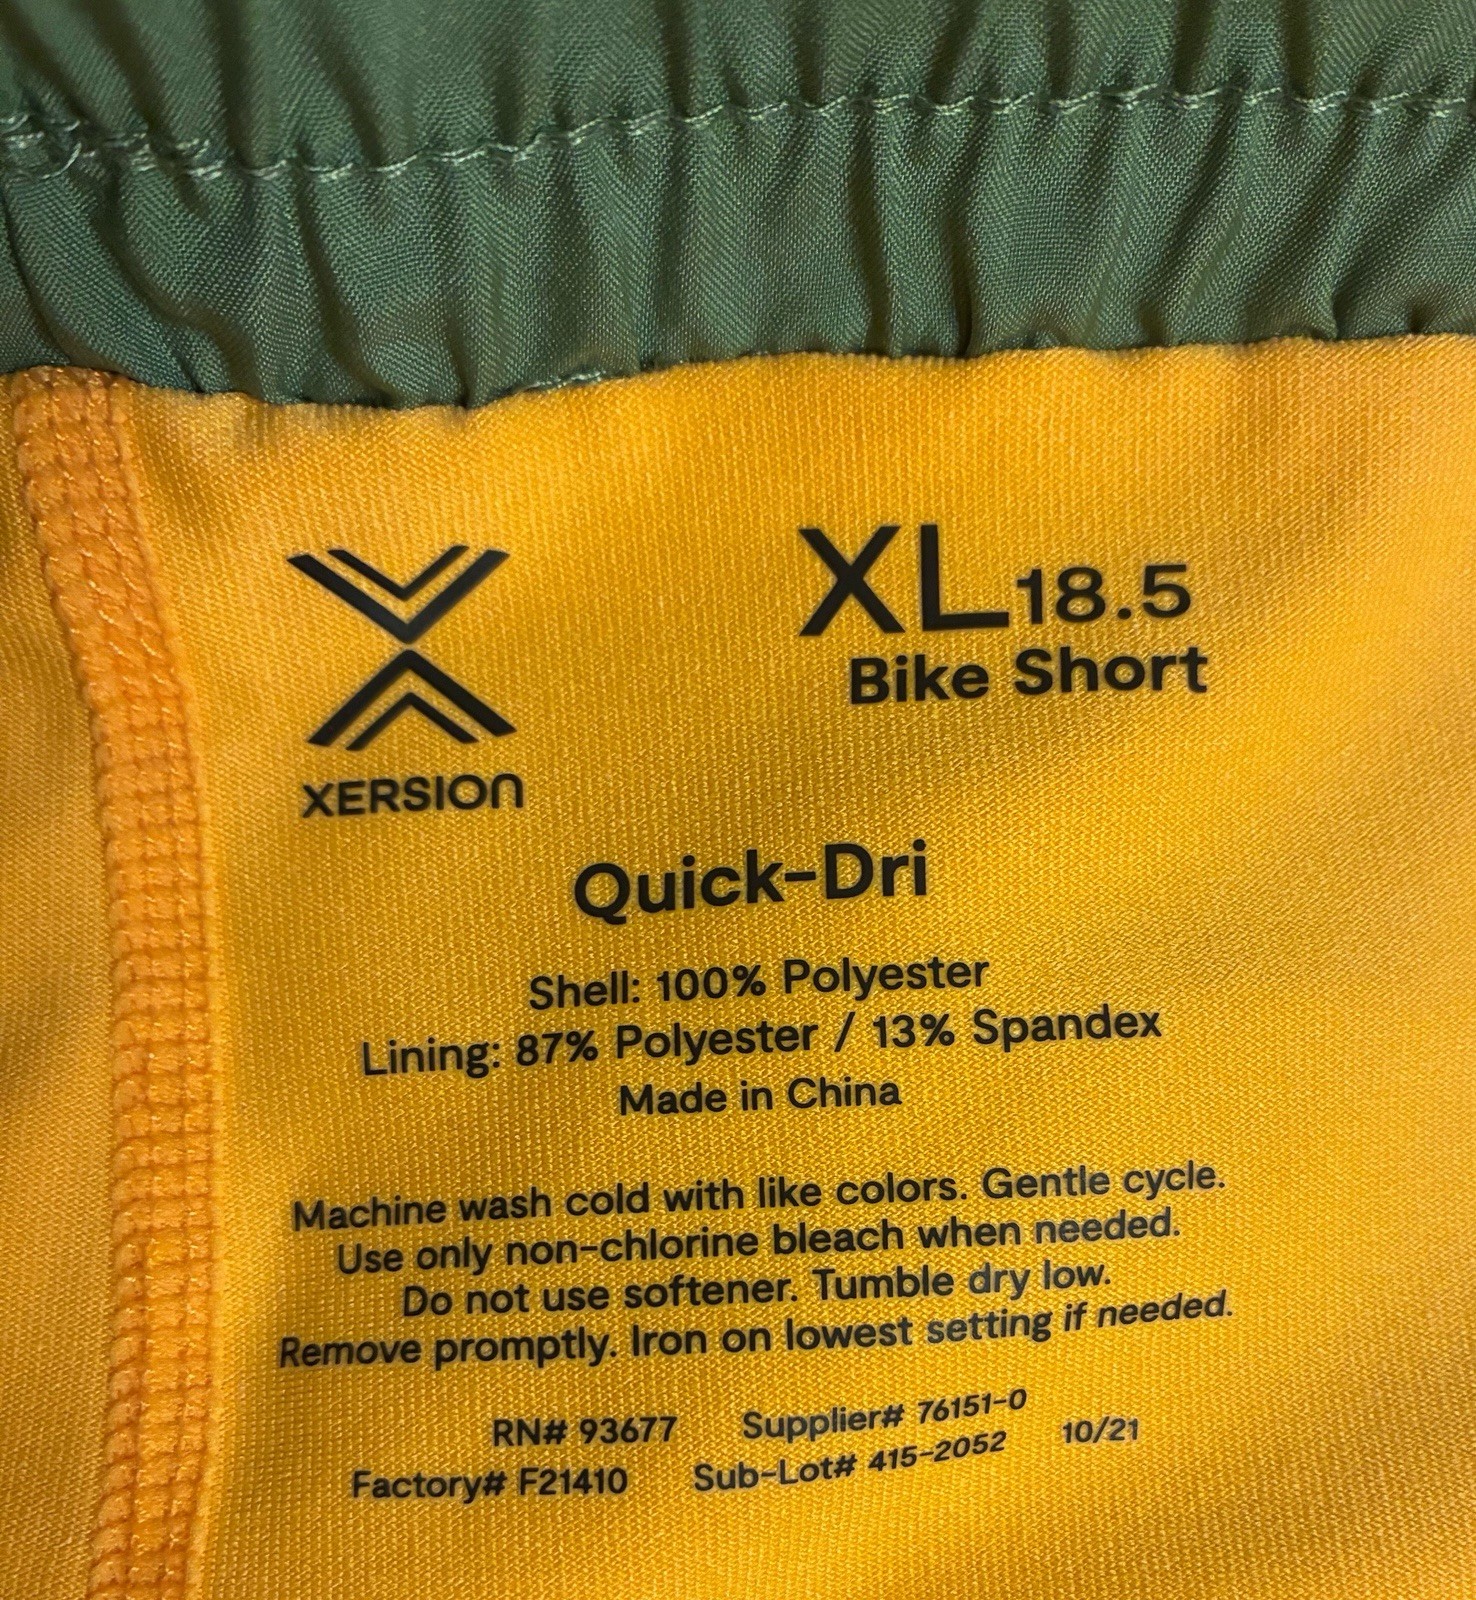 XL 18.5
Bike Short
XERSION
Quick-Dri
Shell: 100% Polyester
Lining: 87% Polyester / 13% Spandex
Made in China
Machine wash cold with like colors. Gentle cycle.
Use only non-chlorine bleach when needed.
Do not use softener. Tumble dry low.
Remove promptly. Iron on lowest setting if needed.
RN# 93677 Supplier# 76151-0
Factory# F21410 Sub-Lot# 415-2052 10/21